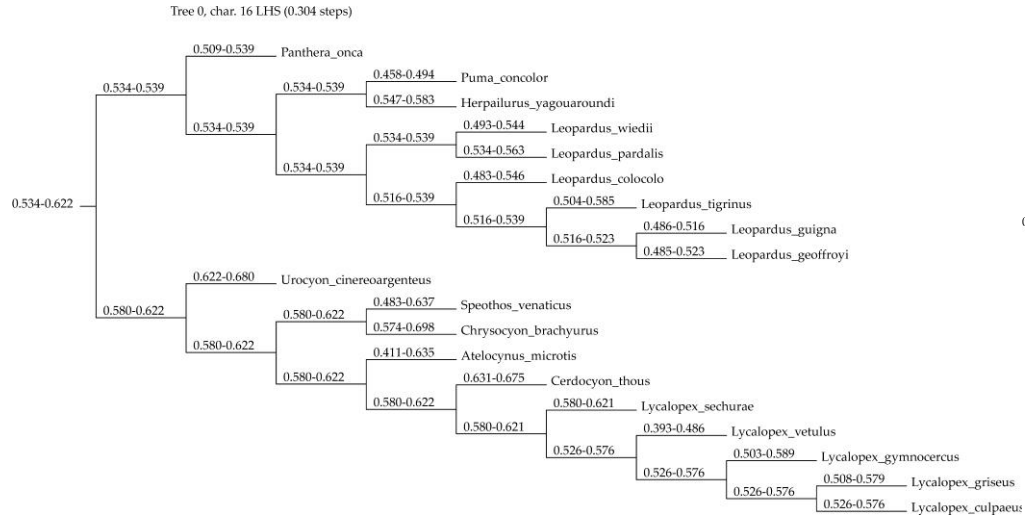 Tree 0, char. 16 LHS (0.304 steps)
0.509-0.539 Panthera_onca
0.458-0.494 Puma_concolor
0.534-0.539 0.534-0.539
0.547-0.583 Herpailurus_yagouaroundi
0.534-0.539 0.534-0.539 0.493-0.544 Leopardus_wiedii
0.534-0.563 Leopardus_pardalis
0.534-0.539
0.483-0.546 Leopardus_colocolo
0.516-0.539
0.534-0.622 0.504-0.585 Leopardus_tigrinus
0.516-0.539
0.486-0.516 Leopardus_guigna
0.516-0.523
0.485-0.523 Leopardus_geoffroyi
0.622-0.680 Urocyon_cinereoargenteus
0.580-0.622 0.483-0.637 Speothos_venaticus
0.580-0.622
0.574-0.698 Chrysocyon_brachyurus
0.580-0.622
0.411-0.635 Atelocynus_microtis
0.580-0.622
0.631-0.675 Cerdocyon_thous
0.580-0.622
0.580-0.621 Lycalopex_sechurae
0.580-0.621
0.393-0.486 Lycalopex_vetulus
0.526-0.576
0.503-0.589 Lycalopex_gymnocercus
0.526-0.576
0.508-0.579 Lycalopex_griseus
0.526-0.576
0.526-0.576 Lycalopex_culpaeus